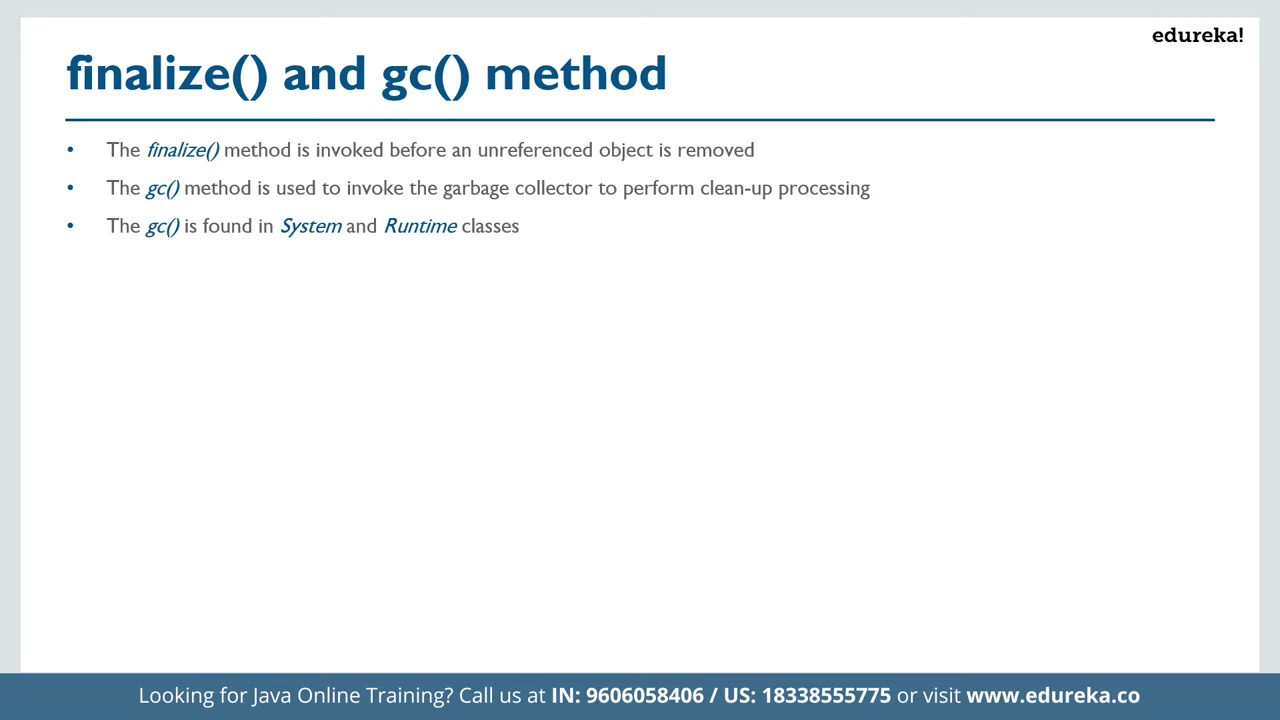 edureka!
finalize() and gc() method
• The finalize() method is invoked before an unreferenced object is removed
• The gc() method is used to invoke the garbage collector to perform clean-up processing
• The gc() is found in System and Runtime classes
Looking for Java Online Training? Call us at IN: 9606058406 / US: 18338555775 or visit www.edureka.co